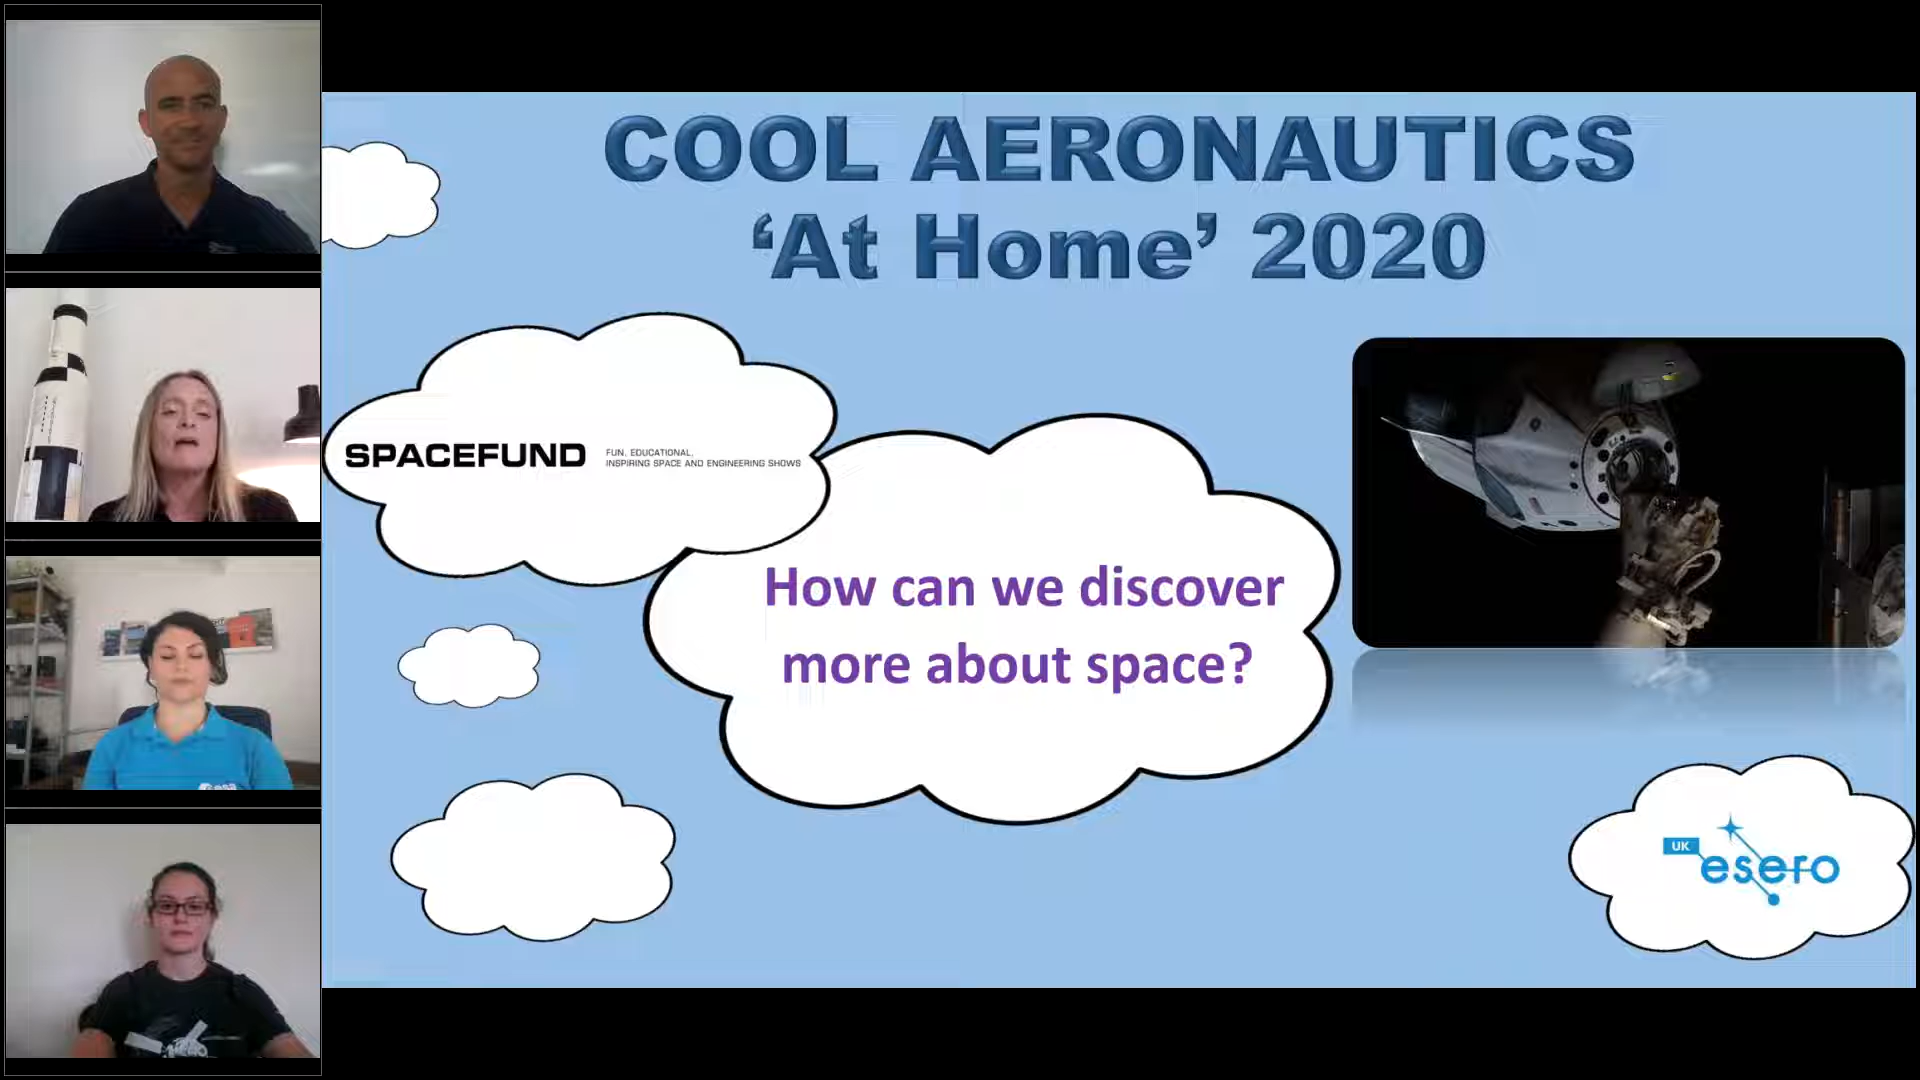 COOL AERONAUTICS
‘At Home’ 2020
SPACEFUND
FUN, EDUCATIONAL,
INSPIRING SPACE AND ENGINEERING SHOWS
How can we discover
more about space?
UK
esero
esa